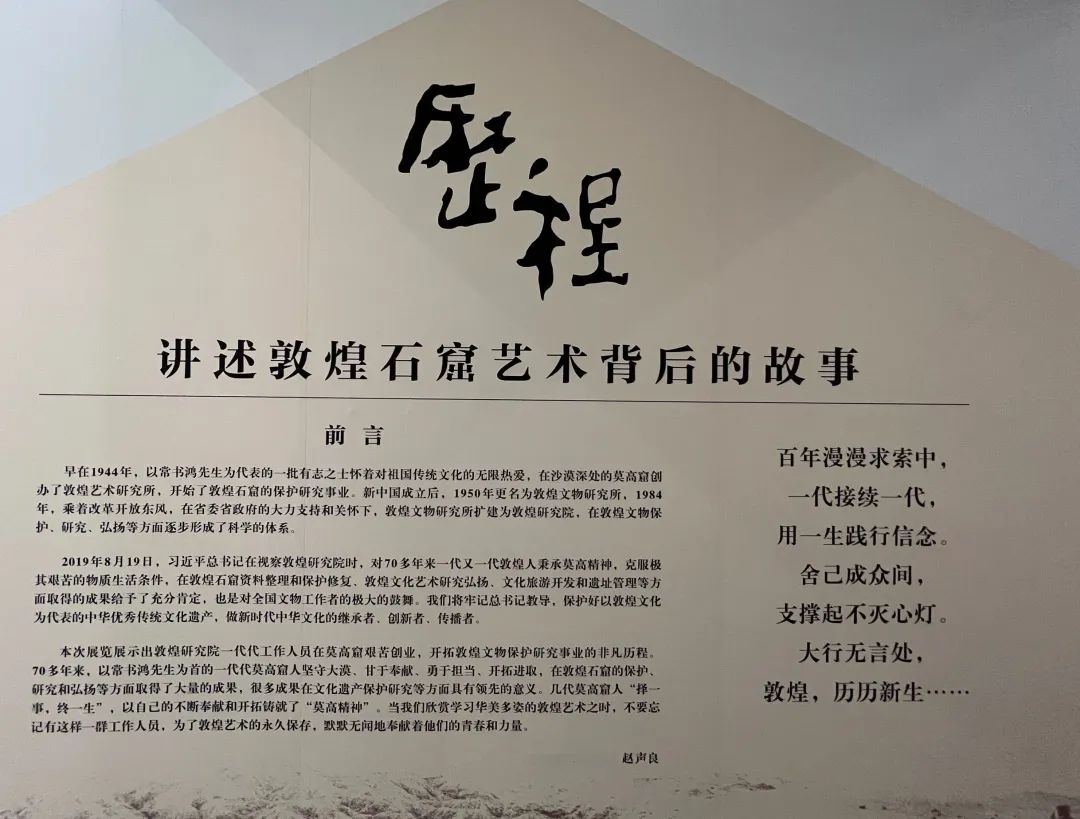 歷程
讲述敦煌石窟艺术背后的故事
前言
早在1944年，以常书鸿先生为代表的一批有志之士怀着对祖国传统文化的无限热爱，在沙漠深处的莫高窟创
办了敦煌艺术研究所，开始了敦煌石窟的保护研究事业。新中国成立后，1950年更名为敦煌文物研究所，1984
年，乘着改革开放东风，在省委省政府的大力支持和关怀下，敦煌文物研究所扩建为敦煌研究院，在敦煌文物保
护、研究、弘扬等方面逐步形成了科学的体系。
2019年8月19日，习近平总书记在视察敦煌研究院时，对70多年来一代又一代敦煌人秉承莫高精神，克服极
其艰苦的物质生活条件，在敦煌石窟资料整理和保护修复、敦煌文化艺术研究弘扬、文化旅游开发和遗址管理等方
面取得的成果给予了充分肯定，也是对全国文物工作者的极大的鼓舞。我们将牢记总书记教导，保护好以敦煌文化
为代表的中华优秀传统文化遗产，做新时代中华文化的继承者、创新者、传播者。
本次展览展示出敦煌研究院一代代工作人员在莫高窟艰苦创业，开拓敦煌文物保护研究事业的非凡历程。
70多年来，以常书鸿先生为首的一代代莫高窟人坚守大漠、甘于奉献、勇于担当、开拓进取，在敦煌石窟的保护、
研究和弘扬等方面取得了大量的成果，很多成果在文化遗产保护研究等方面具有领先的意义。几代莫高窟人“择一
事，终一生”，以自己的不断奉献和开拓铸就了“莫高精神”。当我们欣赏学习华美多姿的敦煌艺术之时，不要忘
记有这样一群工作人员，为了敦煌艺术的永久保存，默默无闻地奉献着他们的青春和力量。
赵声良
百年漫漫求索中，
一代接续一代，
用一生践行信念。
舍己成众间，
支撑起不灭心灯。
大行无言处，
敦煌，历历新生……